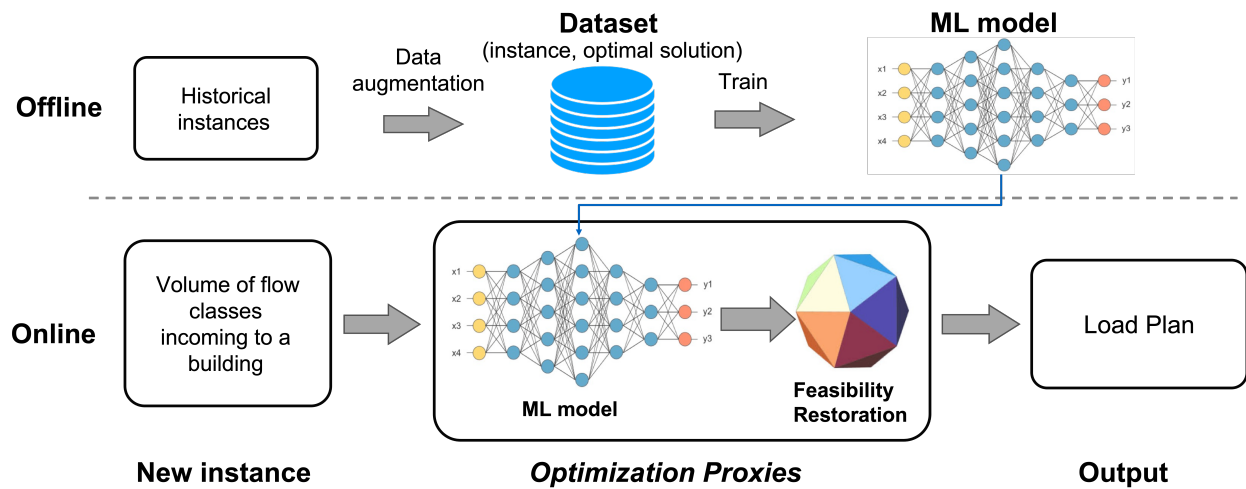 Offline
Historical
instances
Data
augmentation
Dataset
(instance, optimal solution)
Train
ML model
x1
x2
x3
x4
y1
y2
y3
Online
Volume of flow
classes
incoming to a
building
x1
x2
x3
x4
y1
y2
y3
ML model
Feasibility
Restoration
Load Plan
New instance
Optimization Proxies
Output